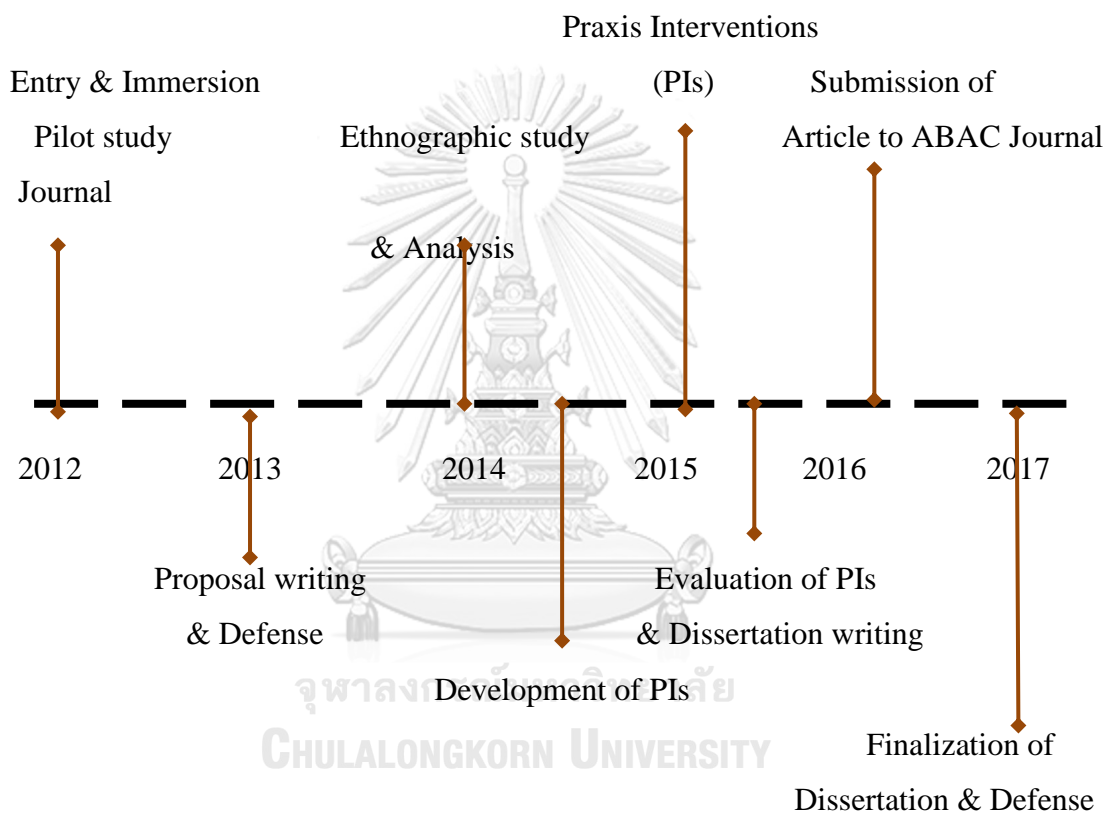 Praxis Interventions
Entry & Immersion
(PIs)
Submission of
Pilot study
Ethnographic study
Article to ABAC Journal
Journal
& Analysis
2012
2013
2014
2015
2016
2017
Proposal writing
Evaluation of PIs
& Defense
& Dissertation writing
จุฬาลงกรณ์มหาวิทยาลัย
Development of PIs
CHULALONGKORN UNIVERSITY
Finalization of
Dissertation & Defense